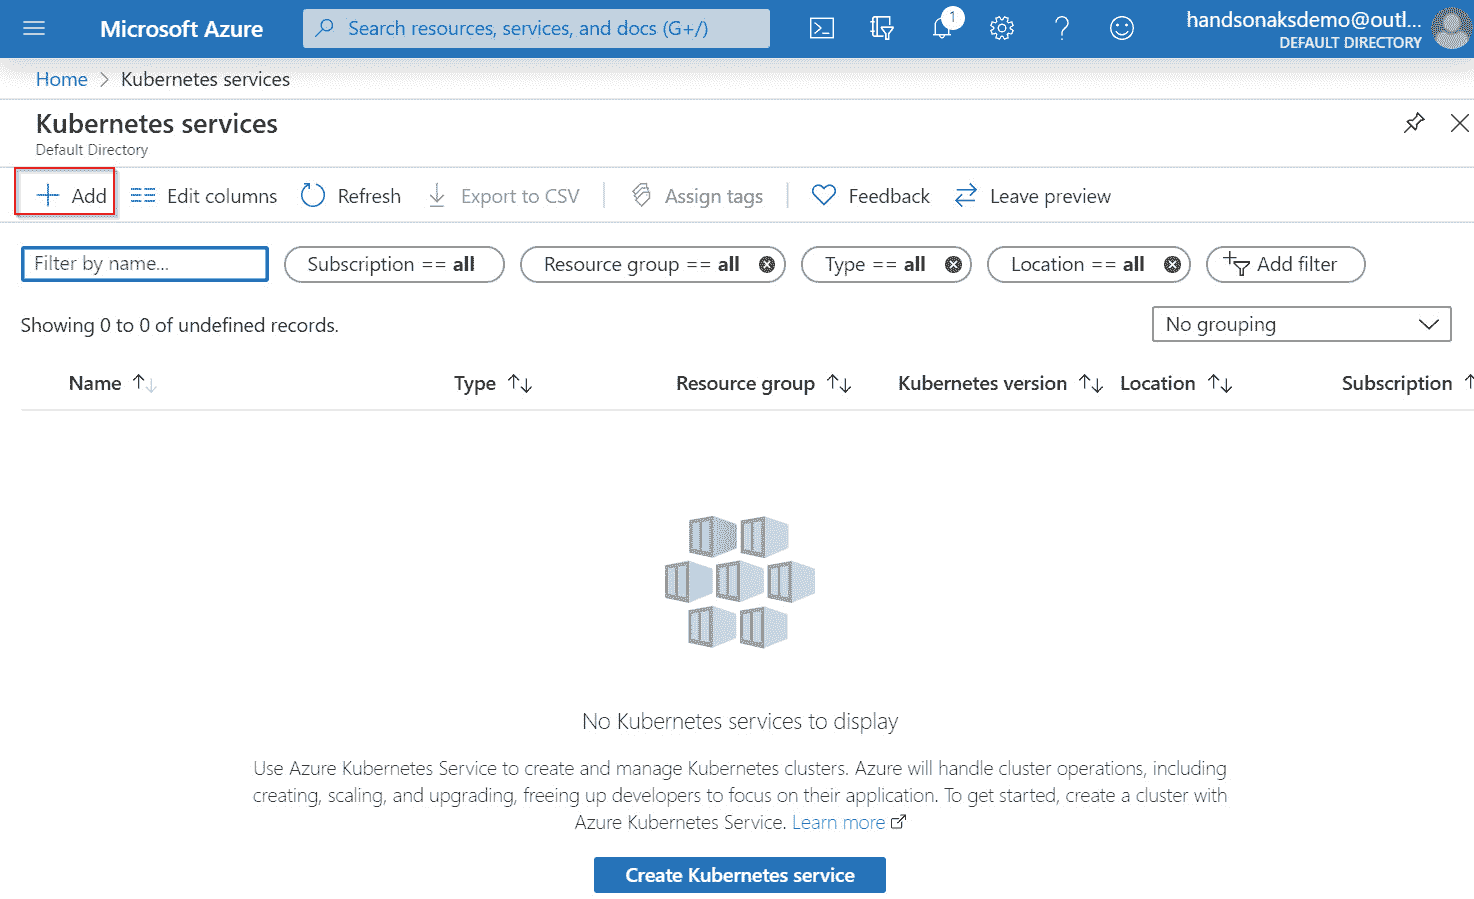 Microsoft Azure
Search resources, services, and docs (G+/)
1
handsonaksdemo@outl...
DEFAULT DIRECTORY
Home > Kubernetes services
Kubernetes services
Default Directory
Add
Edit columns
Refresh
Export to CSV
Assign tags
Feedback
Leave preview
Filter by name...
Subscription == all
Resource group == all
Type == all
Location == all
Add filter
Showing 0 to 0 of undefined records.
No grouping
Name
Type
Resource group
Kubernetes version
Location
Subscription
No Kubernetes services to display
Use Azure Kubernetes Service to create and manage Kubernetes clusters. Azure will handle cluster operations, including
creating, scaling, and upgrading, freeing up developers to focus on their application. To get started, create a cluster with
Azure Kubernetes Service. Learn more
Create Kubernetes service